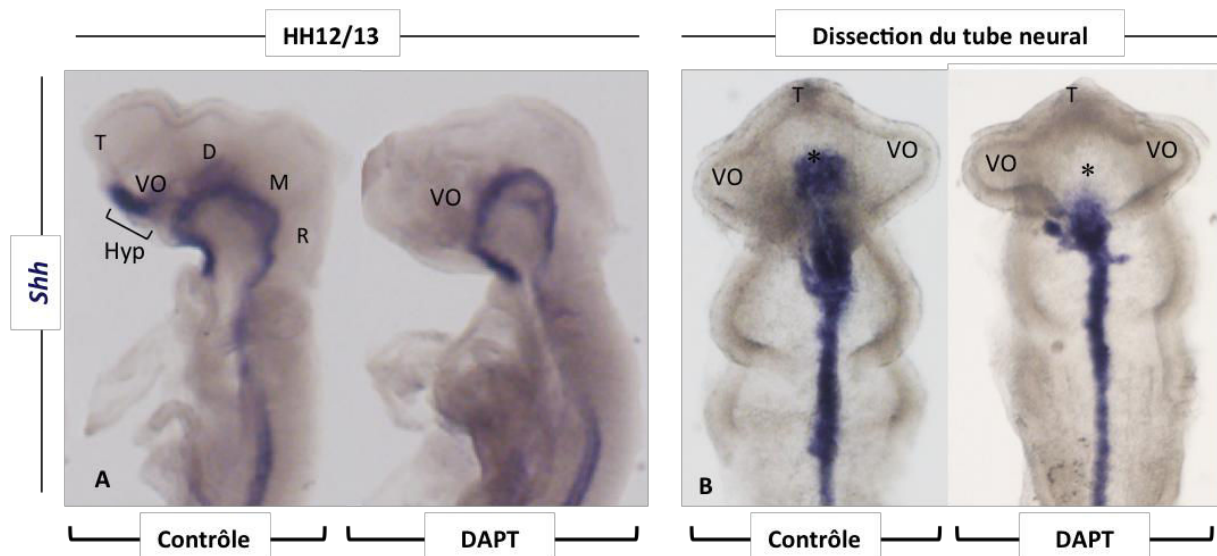 HH12/13
Dissection du tube neural
Shh
T
D
VO
M
R
Hyp
VO
A
T
*
VO
VO
B
T
*
VO
VO
Contrôle
DAPT
Contrôle
DAPT